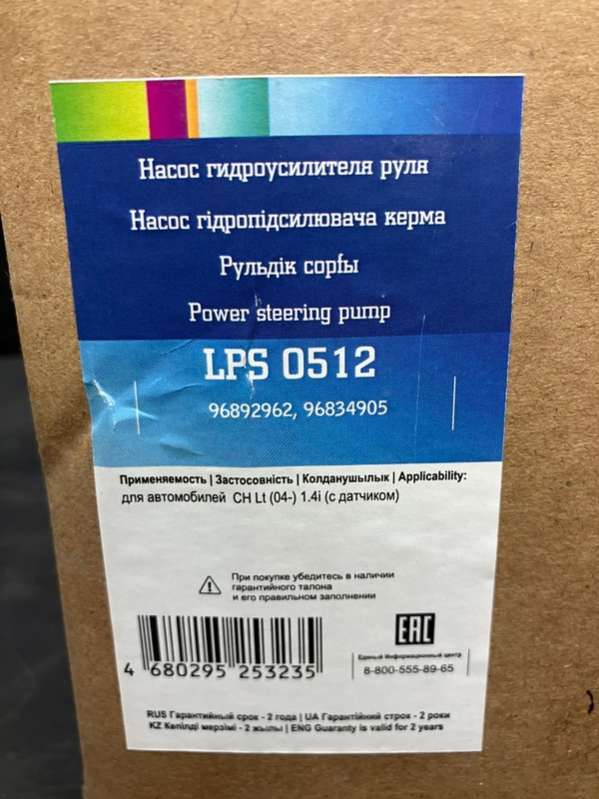 Насос гидроусилителя руля
Насос гідропідсилювача керма
Рульдік сорғы
Power steering pump
LPS 0512
96892962, 96834905
Применяемость | Застосовність | Колданушылык | Applicability:
для автомобилей CH Lt (04-) 1.4i (с датчиком)
При покупке убедитесь в наличии
гарантийного талона
и его правильном заполнении
EAC
Единый Информационный центр
8-800-555-89-65
4 680295 253235
RUS Гарантийный срок - 2 года | UA Гарантійний строк - 2 роки
KZ Кепілді мерзімі - 2 жылы | ENG Guaranty is valid for 2 years